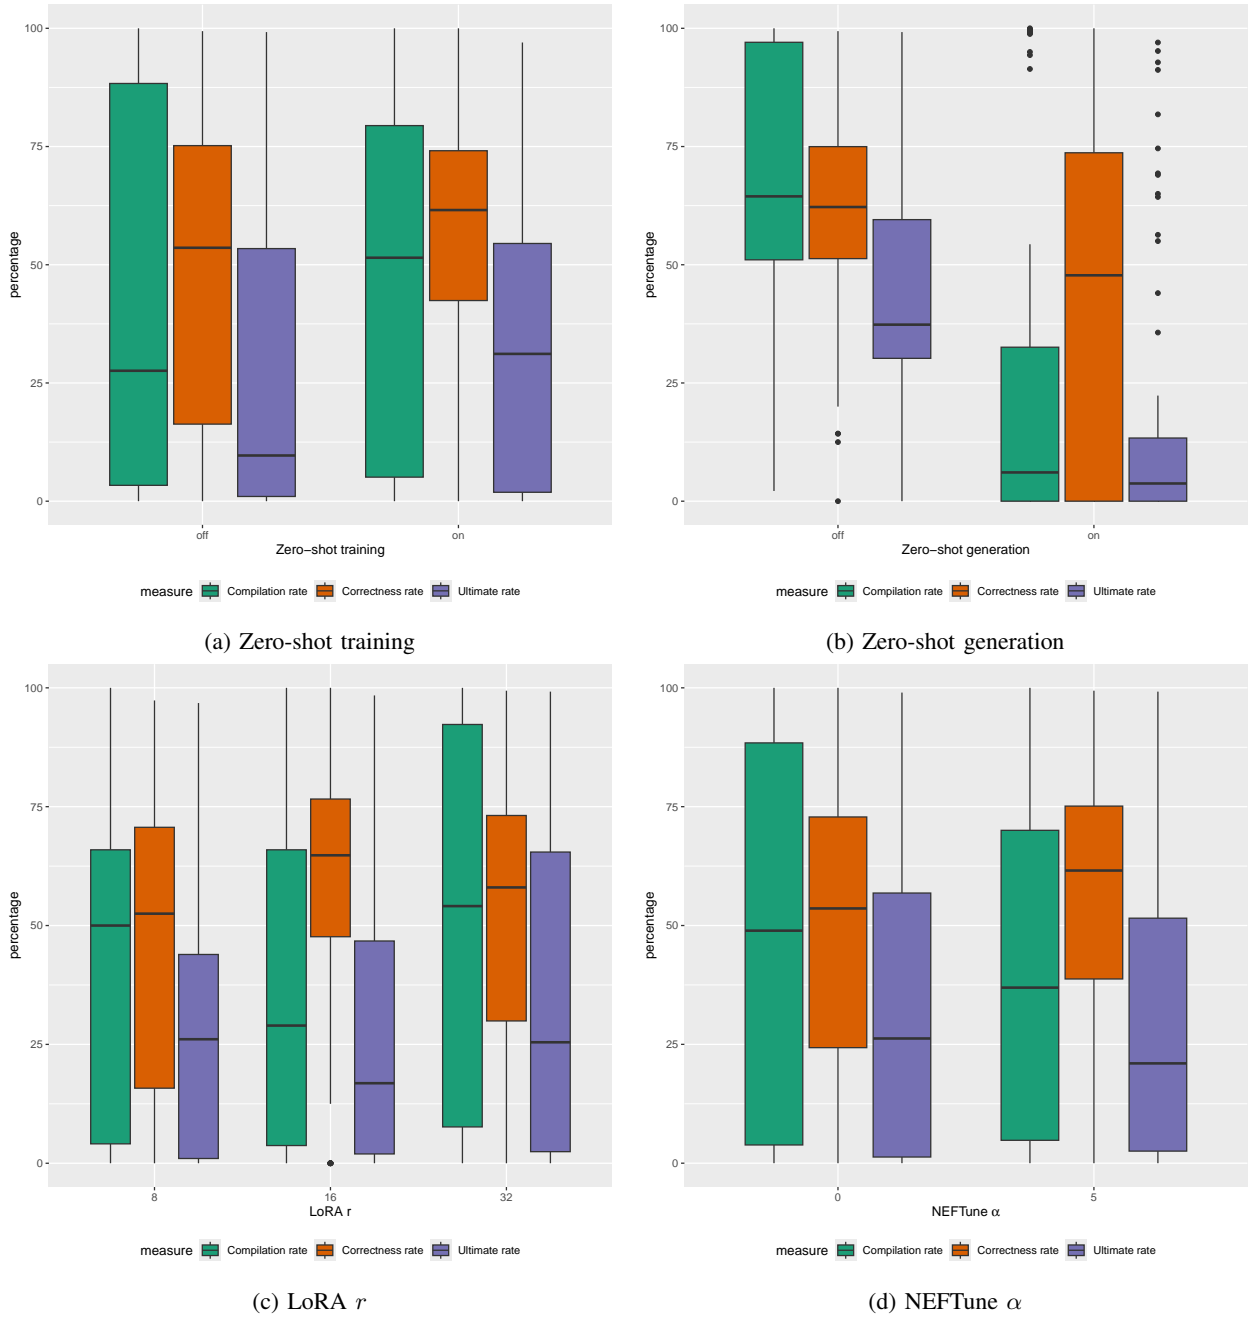 100
75
50
25
0
percentage
off
on
Zero−shot training
measure
Compilation rate
Correctness rate
Ultimate rate
(a) Zero-shot training
100
75
50
25
0
percentage
off
on
Zero−shot generation
measure
Compilation rate
Correctness rate
Ultimate rate
(b) Zero-shot generation
100
75
50
25
0
percentage
8
16
32
LoRA r
measure
Compilation rate
Correctness rate
Ultimate rate
(c) LoRA r
100
75
50
25
0
percentage
0
5
NEFTune α
measure
Compilation rate
Correctness rate
Ultimate rate
(d) NEFTune α